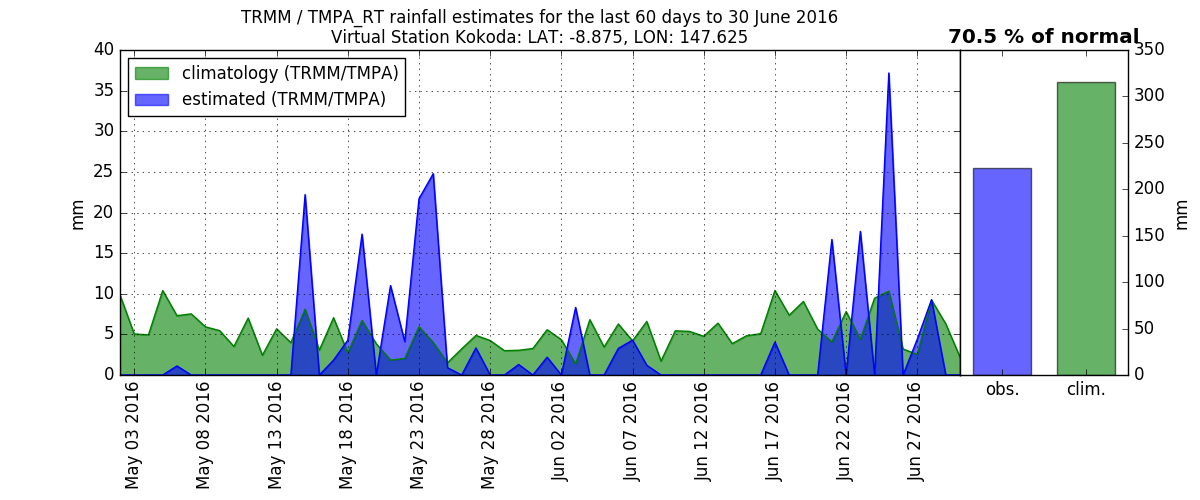 TRMM / TMPA_RT rainfall estimates for the last 60 days to 30 June 2016
Virtual Station Kokoda: LAT: -8.875, LON: 147.625
70.5 % of normal
climatology (TRMM/TMPA)
estimated (TRMM/TMPA)
mm
40
35
30
25
20
15
10
5
0
May 03 2016
May 08 2016
May 13 2016
May 18 2016
May 23 2016
May 28 2016
Jun 02 2016
Jun 07 2016
Jun 12 2016
Jun 17 2016
Jun 22 2016
Jun 27 2016
obs.
clim.
350
300
250
200
150
100
50
0
mm